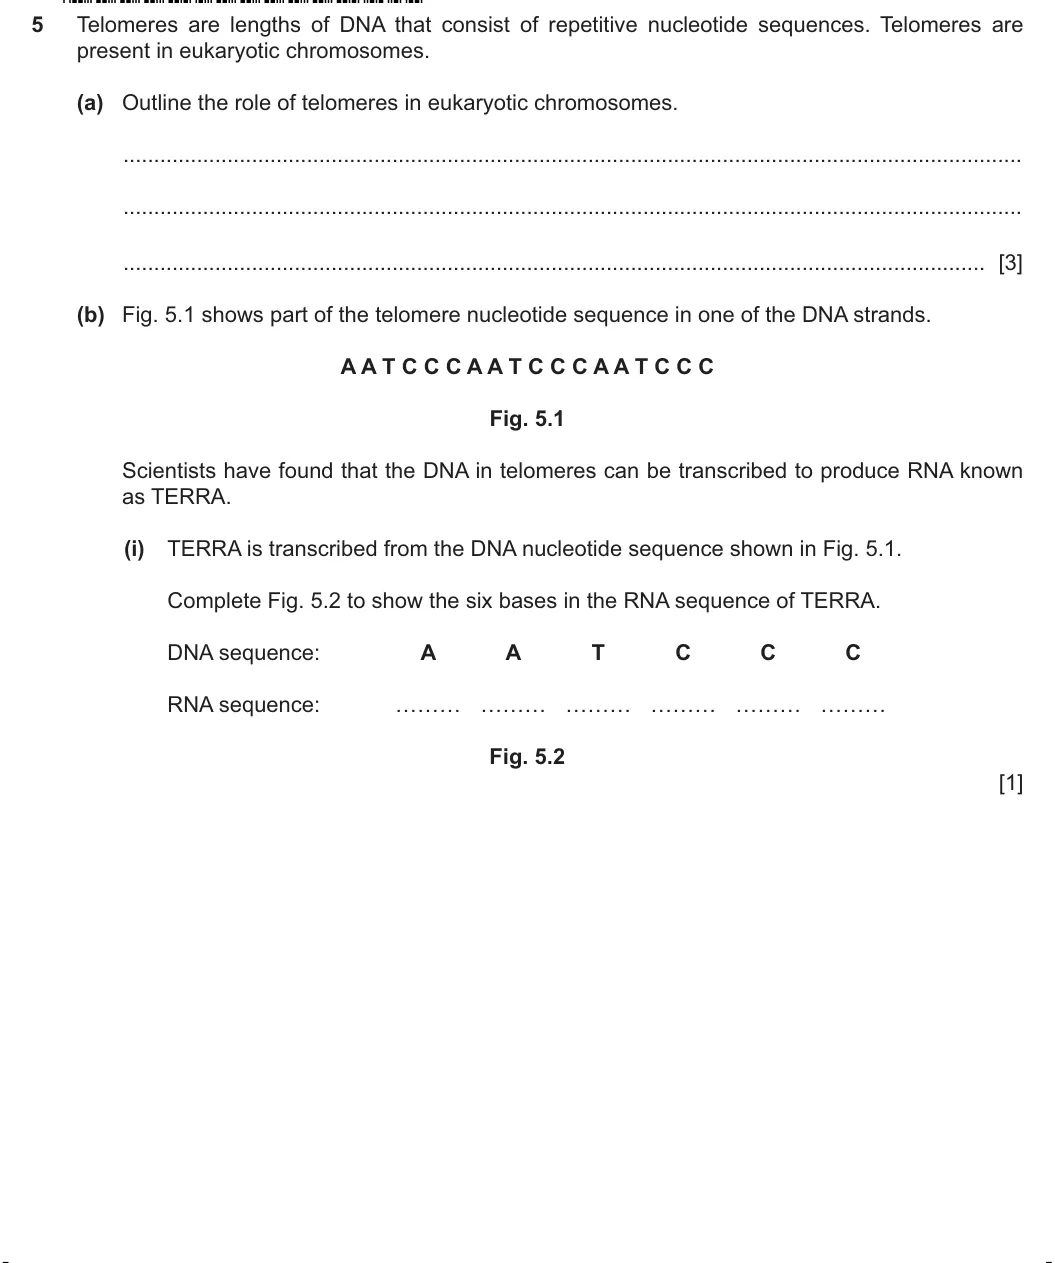 5 Telomeres are lengths of DNA that consist of repetitive nucleotide sequences. Telomeres are
present in eukaryotic chromosomes.
(a) Outline the role of telomeres in eukaryotic chromosomes.
...................................................................................................................................................
...................................................................................................................................................
............................................................................................................................................. [3]
(b) Fig. 5.1 shows part of the telomere nucleotide sequence in one of the DNA strands.
A A T C C C A A T C C C A A T C C C
Fig. 5.1
Scientists have found that the DNA in telomeres can be transcribed to produce RNA known
as TERRA.
(i) TERRA is transcribed from the DNA nucleotide sequence shown in Fig. 5.1.
Complete Fig. 5.2 to show the six bases in the RNA sequence of TERRA.
DNA sequence: A A T C C C
RNA sequence: ……… ……… ……… ……… ……… ………
Fig. 5.2
[1]